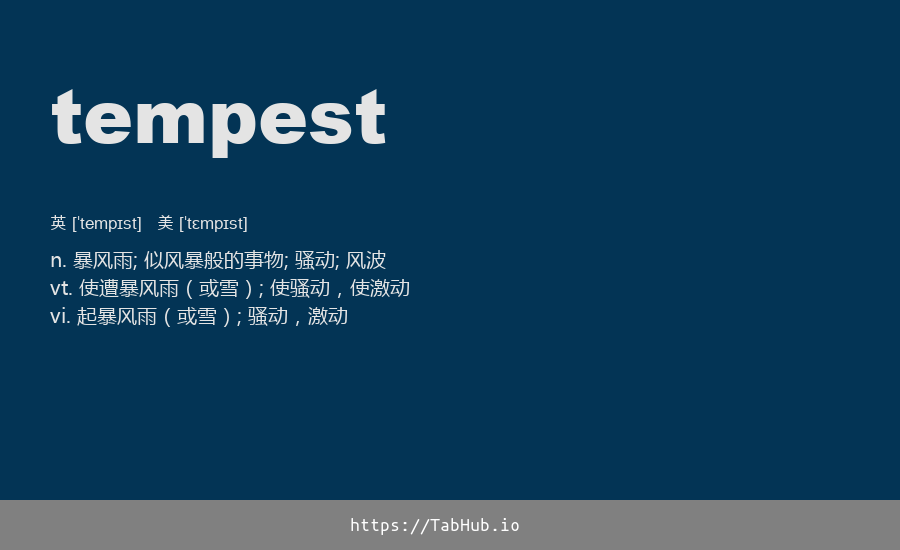 tempest
英 [ˈtempɪst] 美 [ˈtɛmpɪst]
n. 暴风雨; 似风暴般的事物; 骚动; 风波
vt. 使遭暴风雨（或雪）; 使骚动，使激动
vi. 起暴风雨（或雪）; 骚动，激动
https://TabHub.io